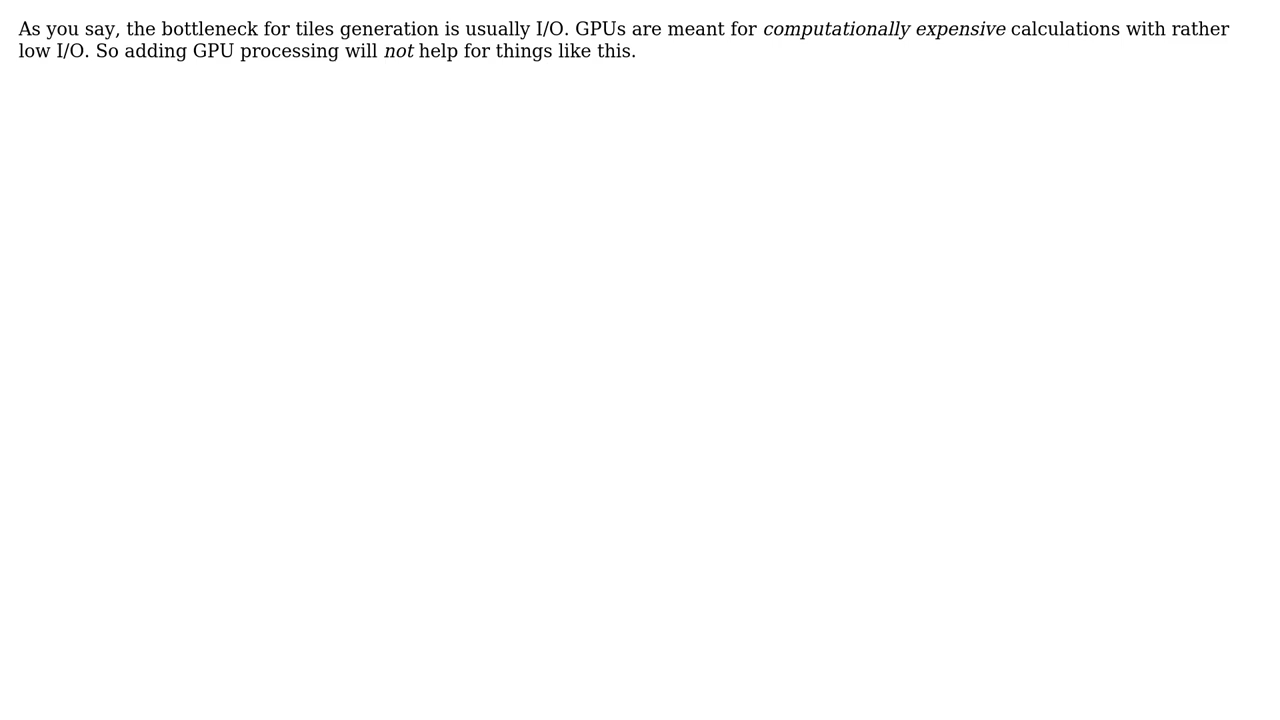 As you say, the bottleneck for tiles generation is usually I/O. GPUs are meant for computationally expensive calculations with rather
low I/O. So adding GPU processing will not help for things like this.